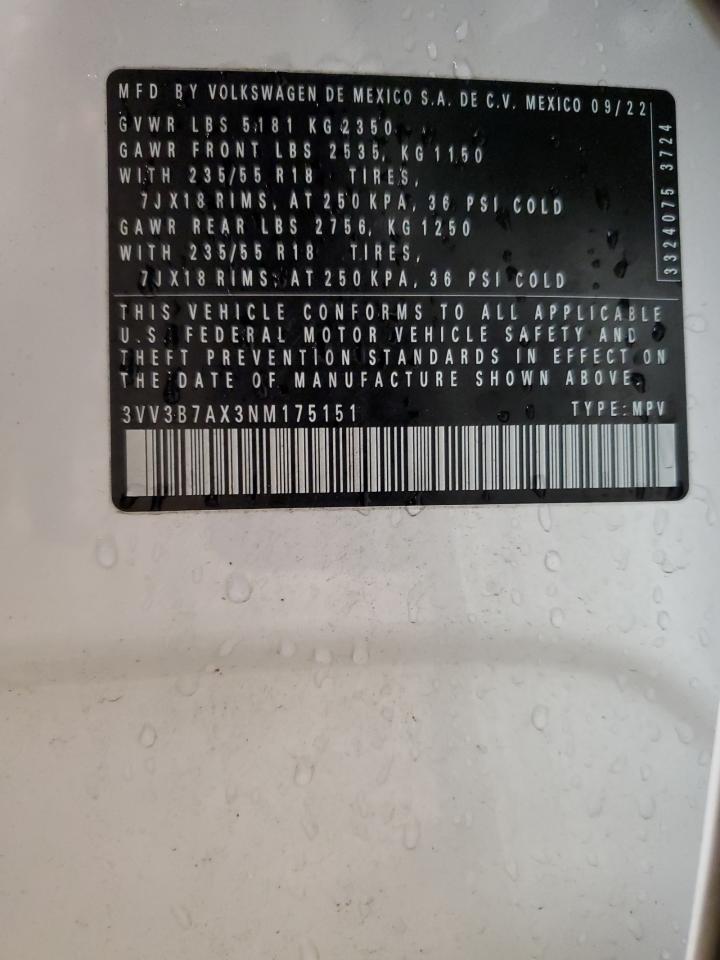 MFD BY VOLKSWAGEN DE MEXICO S.A. DE C.V. MEXICO 09/22
GVWR LBS 5181 KG 2350
GAWR FRONT LBS 2535, KG 1150
WITH 235/55 R18 TIRES,
7JX18 RIMS, AT 250 KPA, 36 PSI COLD
GAWR REAR LBS 2756, KG 1250
WITH 235/55 R18 TIRES,
7JX18 RIMS, AT 250 KPA, 36 PSI COLD
3324075 3724
THIS VEHICLE CONFORMS TO ALL APPLICABLE
U.S. FEDERAL MOTOR VEHICLE SAFETY AND
THEFT PREVENTION STANDARDS IN EFFECT ON
THE DATE OF MANUFACTURE SHOWN ABOVE.
3VV3B7AX3NM175151 TYPE:MPV